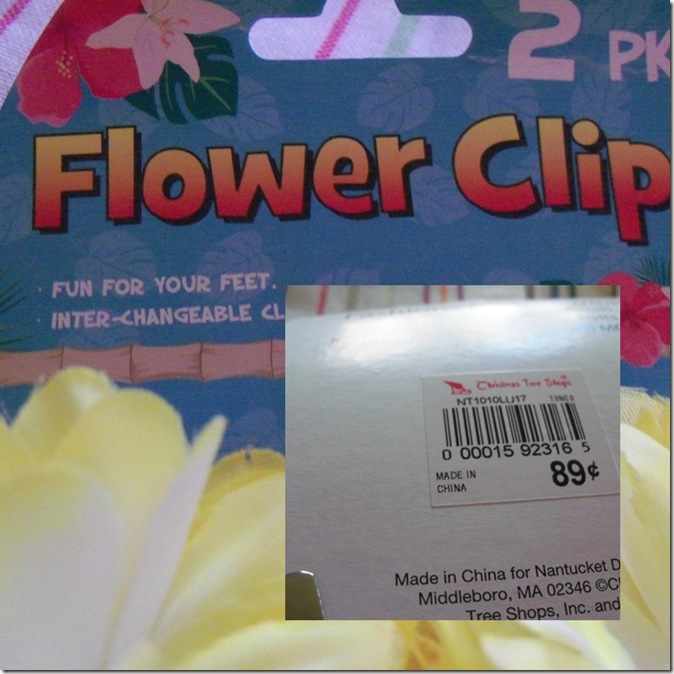 2 PK
Flower Clip
· FUN FOR YOUR FEET.
· INTER-CHANGEABLE CL
Christmas Tree Shops
NT1010LU17 TONE9
0 00015 92316 5
MADE IN
CHINA
89¢
Made in China for Nantucket D
Middleboro, MA 02346 ©C
Tree Shops, Inc. and